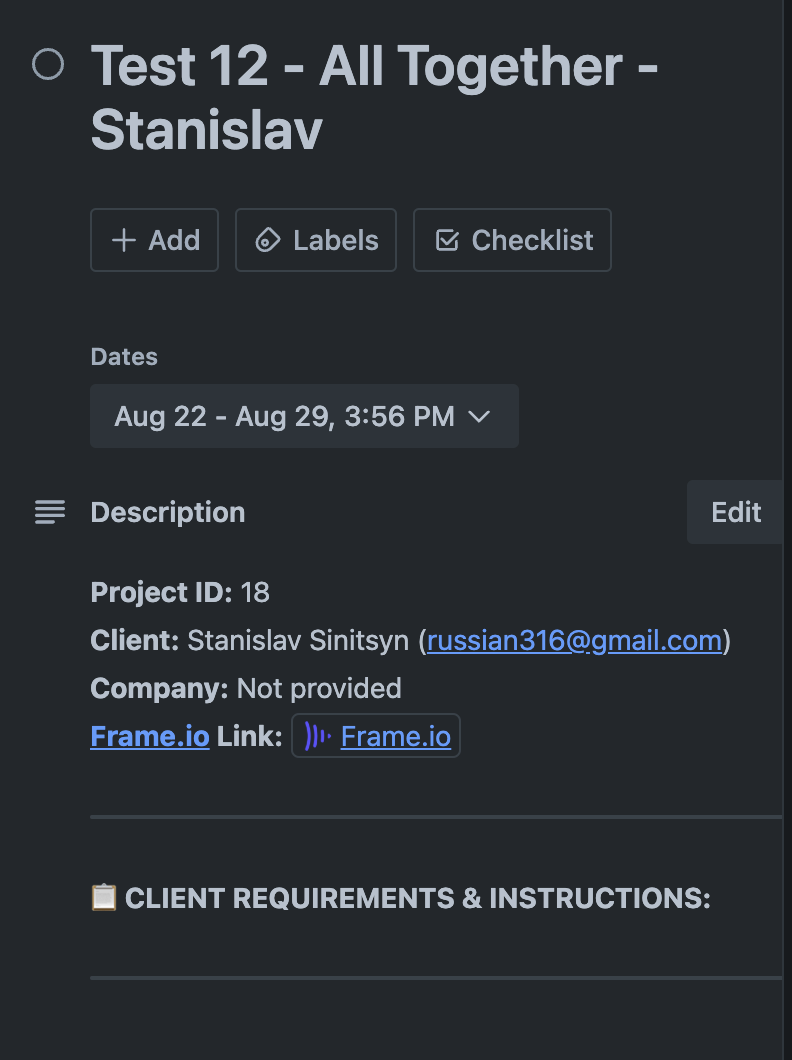 Test 12 - All Together -
Stanislav
Add
Labels
Checklist
Dates
Aug 22 - Aug 29, 3:56 PM
Description
Edit
Project ID: 18
Client: Stanislav Sinitsyn (russian316@gmail.com)
Company: Not provided
Frame.io Link: Frame.io
📋 CLIENT REQUIREMENTS & INSTRUCTIONS: